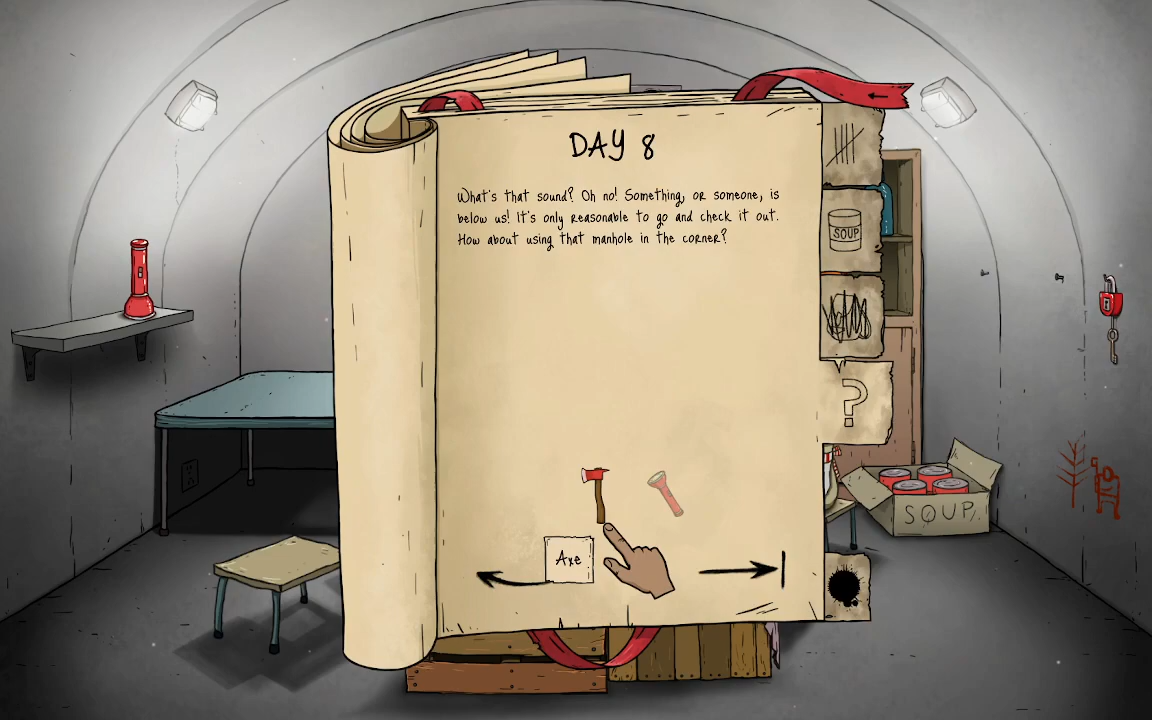 DAY 8
What's that sound? Oh no! Something, or someone, is
below us! It's only reasonable to go and check it out.
How about using that manhole in the corner?
SOUP
?
SOUP
Axe